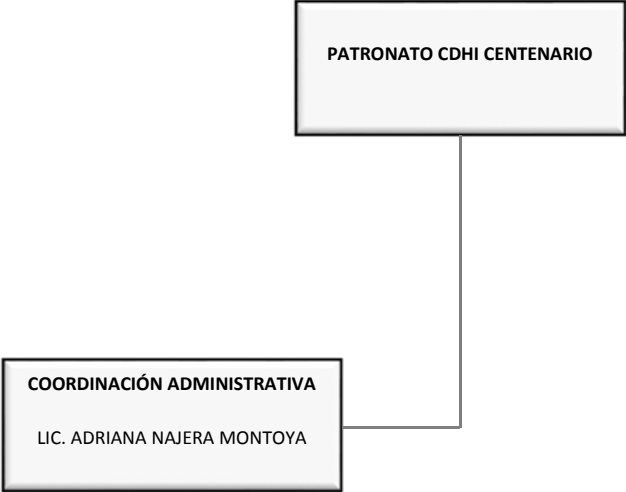 PATRONATO CDHI CENTENARIO
COORDINACIÓN ADMINISTRATIVA
LIC. ADRIANA NAJERA MONTOYA